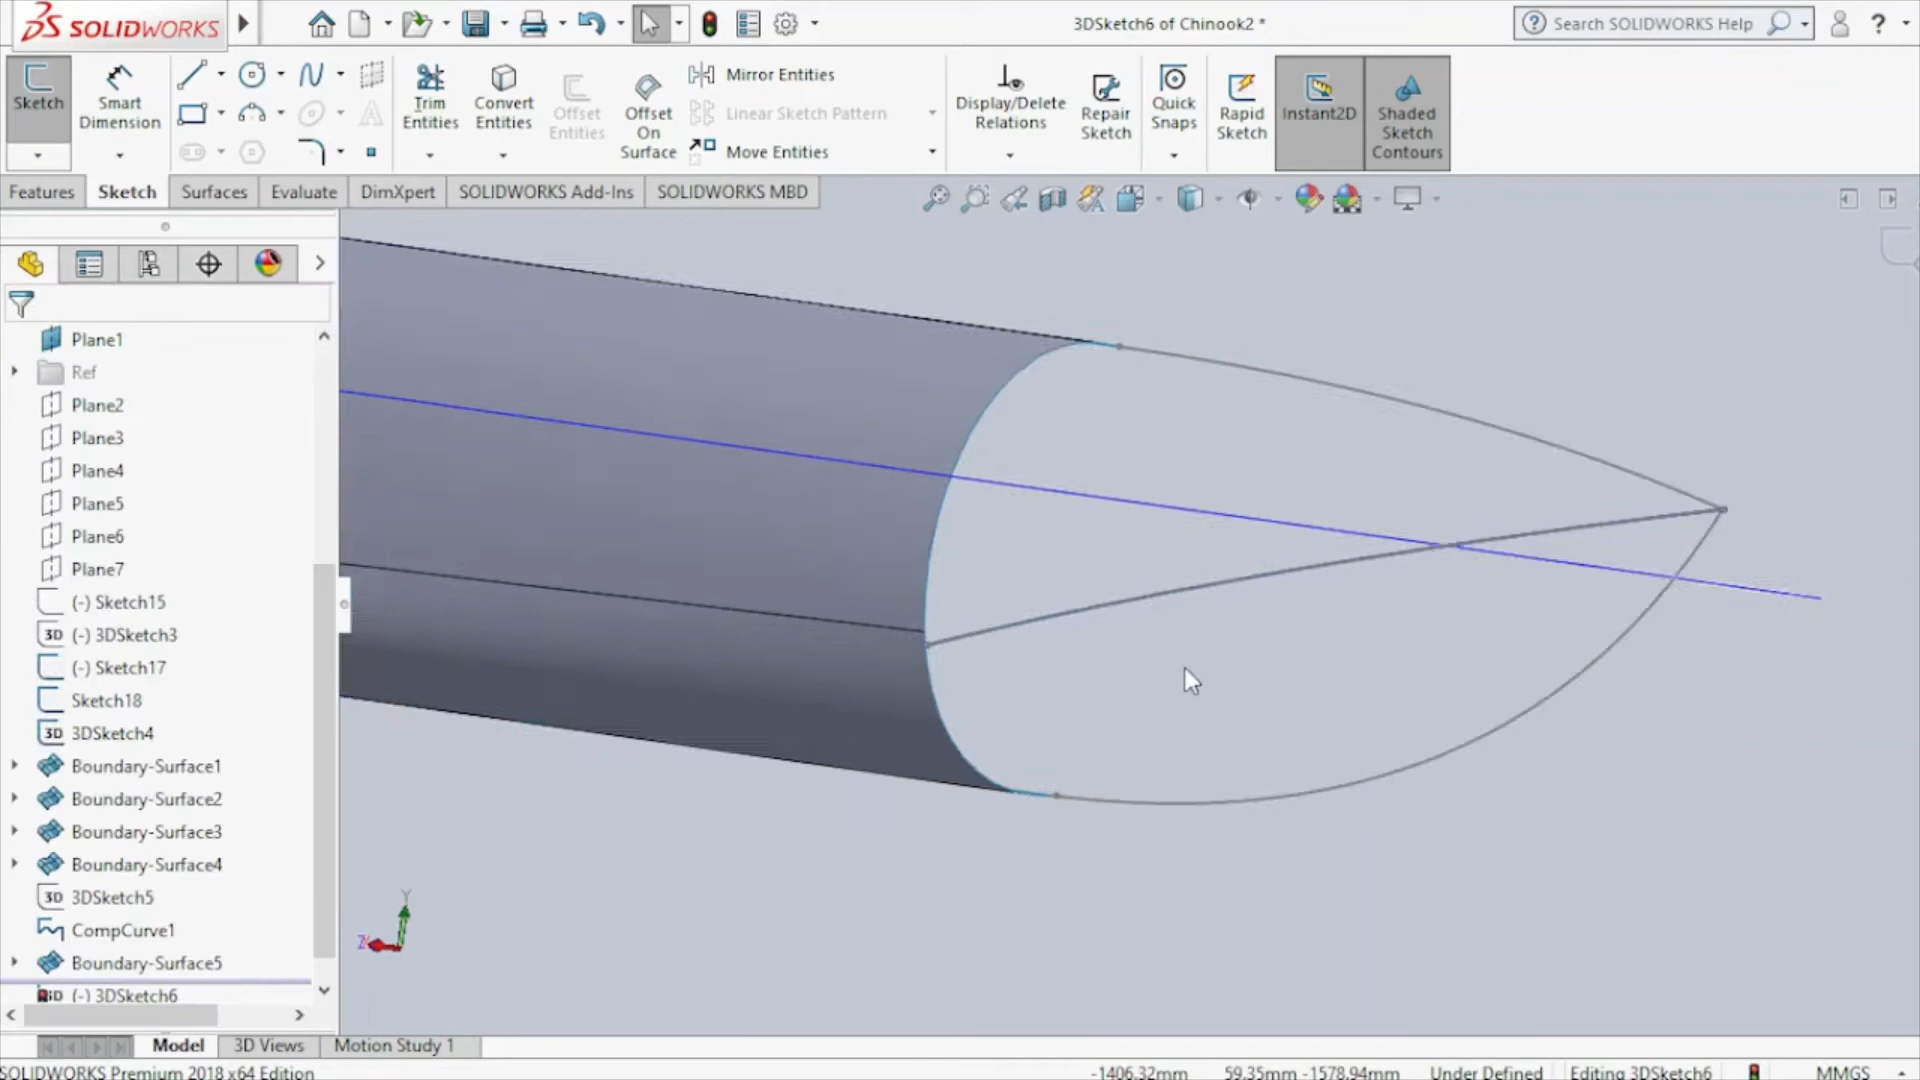 SOLIDWORKS
3DSketch6 of Chinook2 *
Search SOLIDWORKS Help
?
Sketch
Smart
Dimension
Trim
Entities
Convert
Entities
Offset
Entities
Offset
On
Surface
Mirror Entities
Linear Sketch Pattern
Move Entities
Display/Delete
Relations
Repair
Sketch
Quick
Snaps
Rapid
Sketch
Instant2D
Shaded
Sketch
Contours
Features
Sketch
Surfaces
Evaluate
DimXpert
SOLIDWORKS Add-Ins
SOLIDWORKS MBD
Plane1
Ref
Plane2
Plane3
Plane4
Plane5
Plane6
Plane7
(-) Sketch15
3D (-) 3DSketch3
(-) Sketch17
Sketch18
3D 3DSketch4
Boundary-Surface1
Boundary-Surface2
Boundary-Surface3
Boundary-Surface4
3D 3DSketch5
CompCurve1
Boundary-Surface5
(-) 3DSketch6
Y
Z
Model
3D Views
Motion Study 1
SOLIDWORKS Premium 2018 x64 Edition
-1406.32mm
59.35mm -1578.94mm
Under Defined
Editing 3DSketch6
MMGS